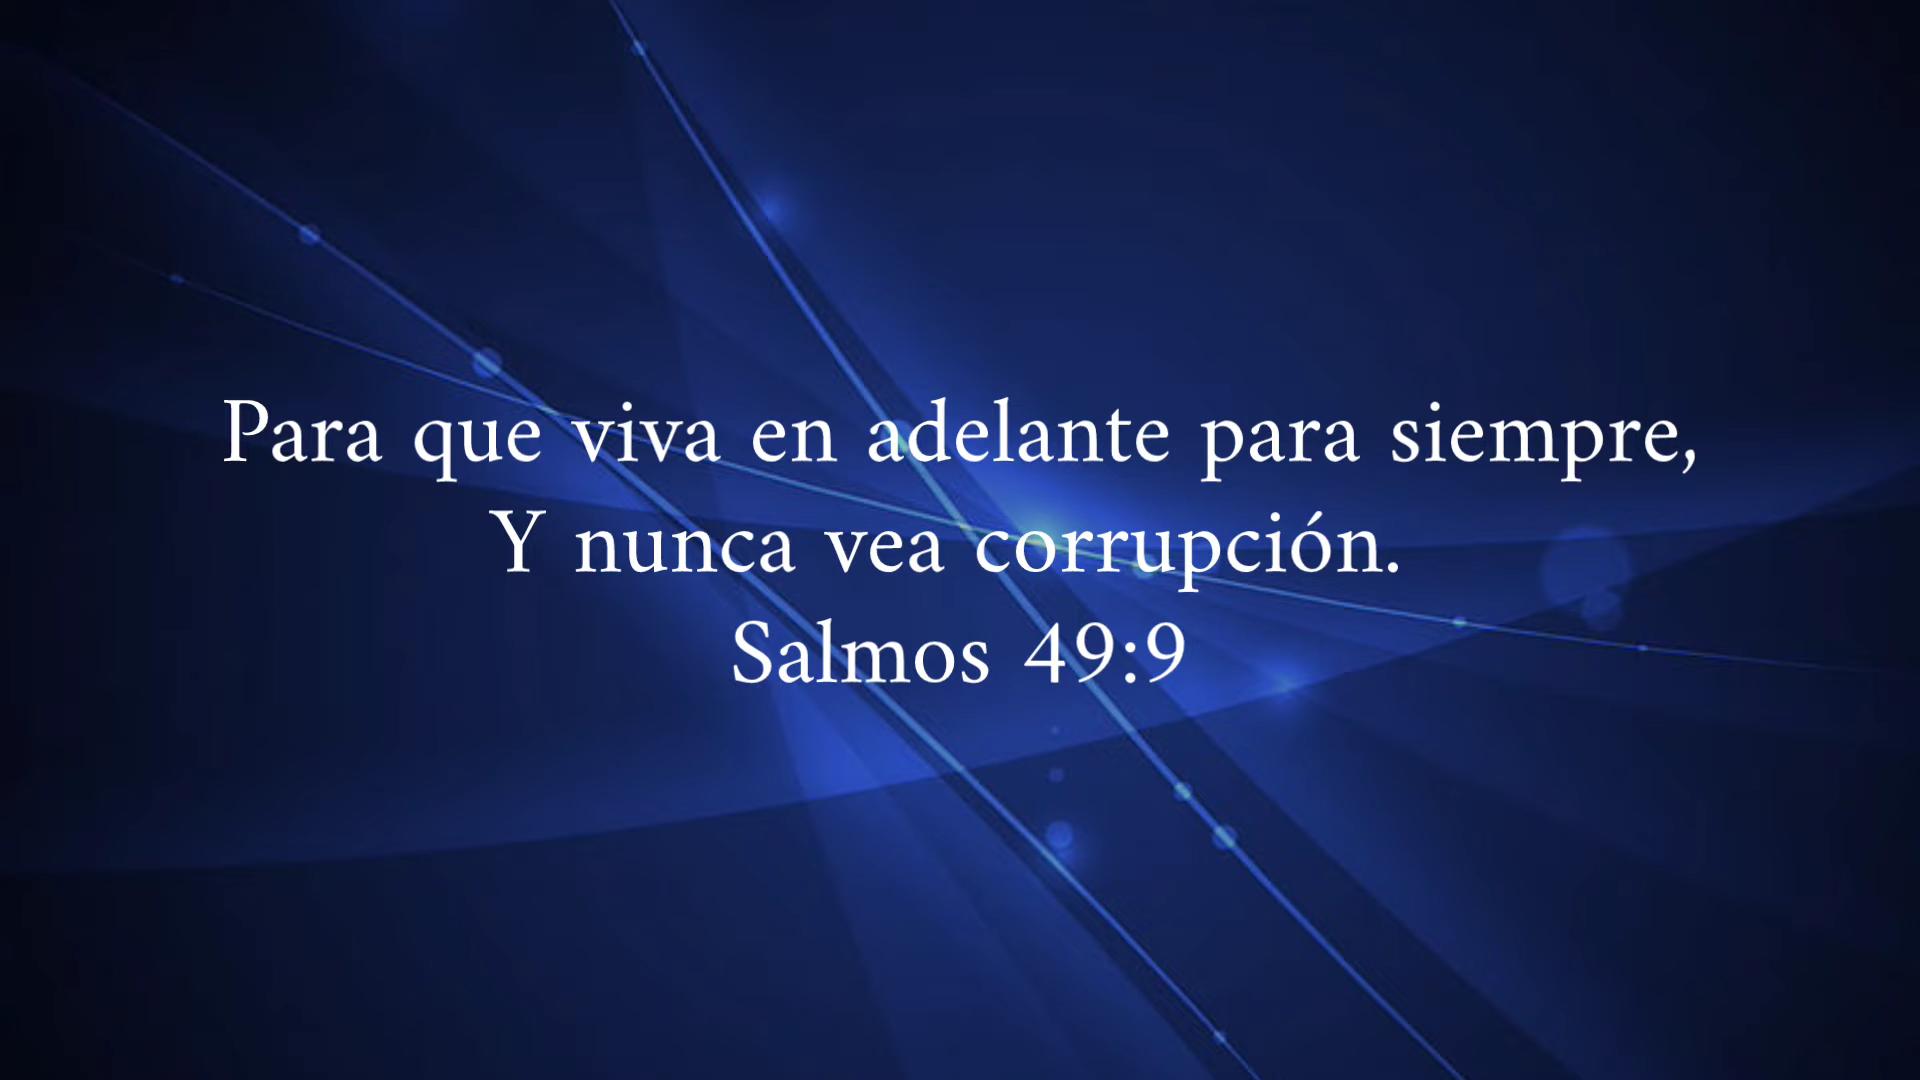 Para que viva en adelante para siempre,
Y nunca vea corrupción.
Salmos 49:9